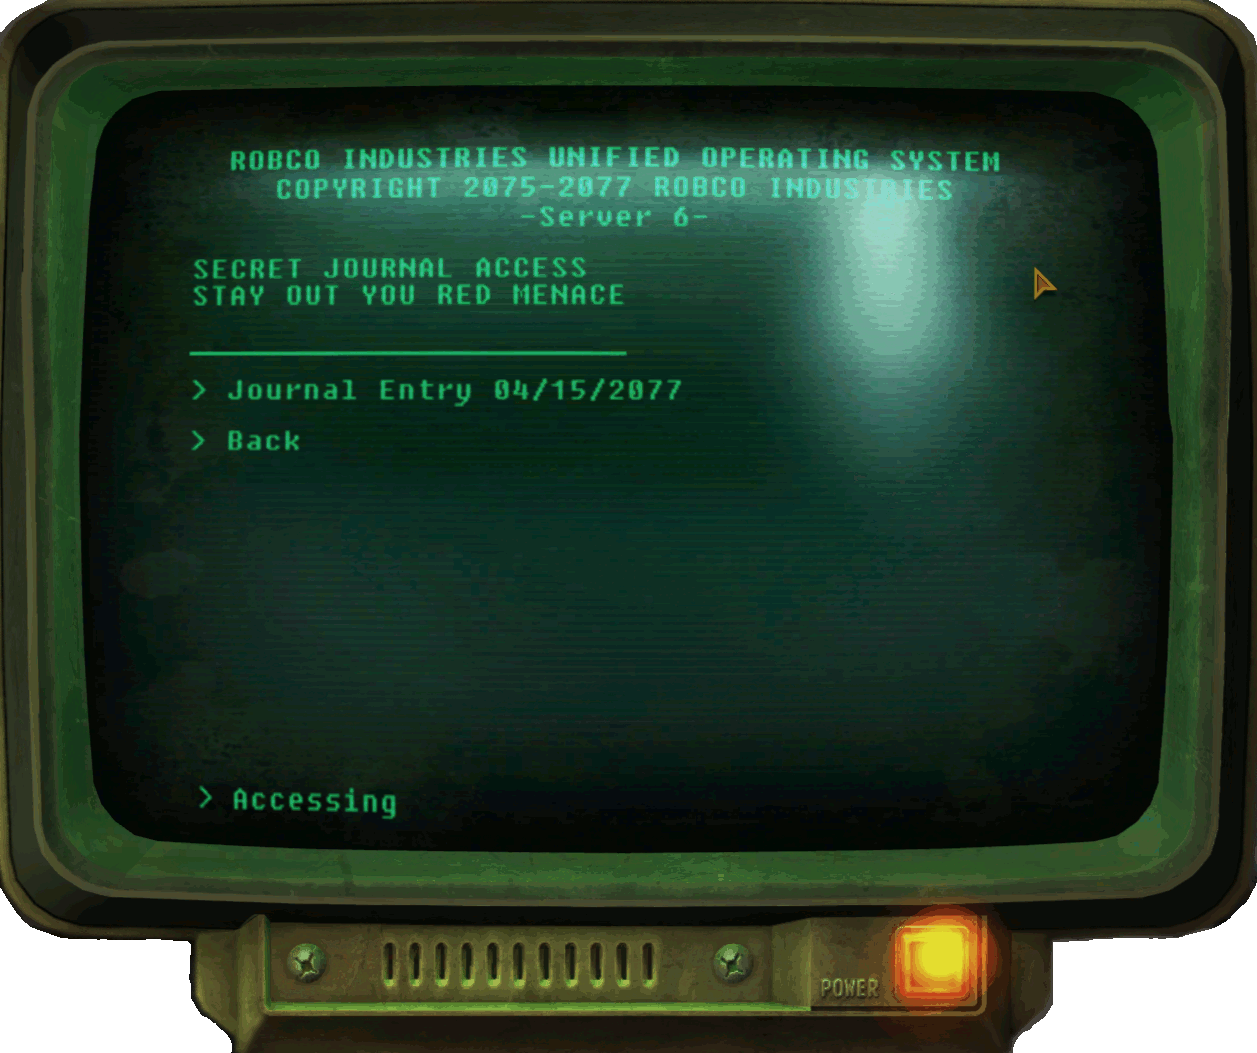 ROBCO INDUSTRIES UNIFIED OPERATING SYSTEM
COPYRIGHT 2075-2077 ROBCO INDUSTRIES
-Server 6-
SECRET JOURNAL ACCESS
STAY OUT YOU RED MENACE
> Journal Entry 04/15/2077
> Back
> Accessing
POWER